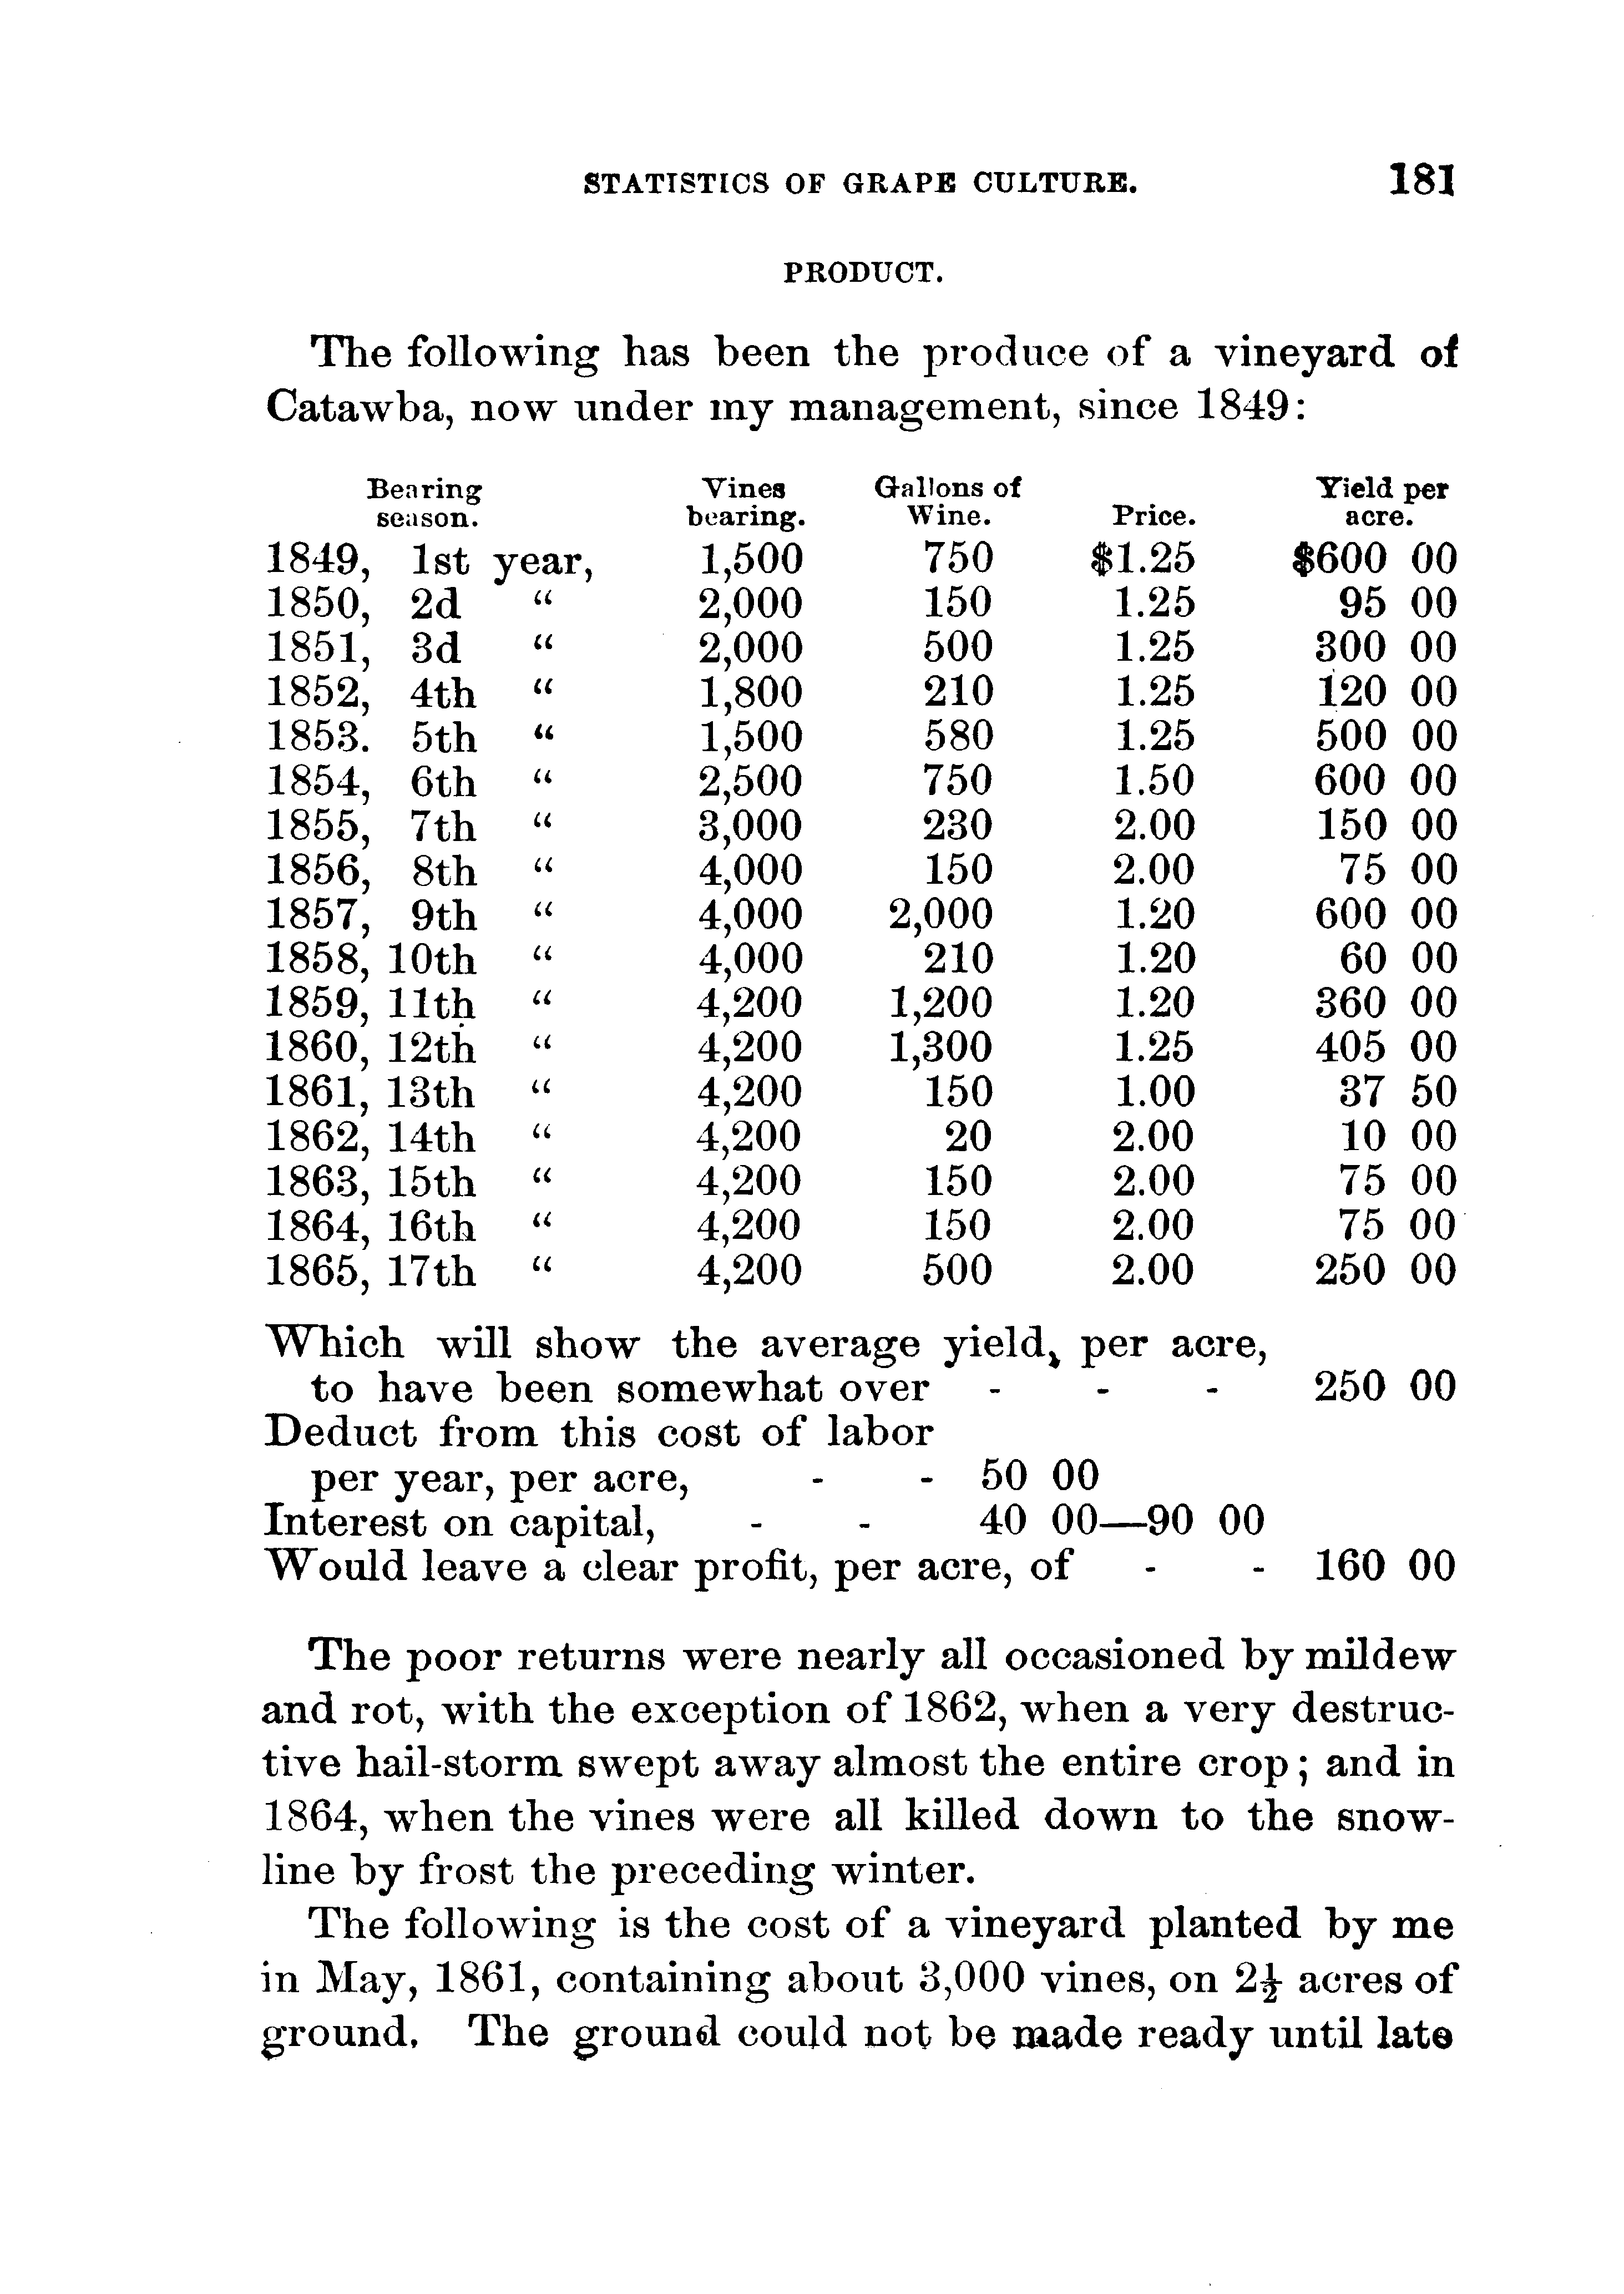 STATISTICS OF GRAPE CULTURE. 181
PRODUCT.
The following has been the produce of a vineyard of
Catawba, now under my management, since 1849:
Bearing season. Vines bearing. Gallons of Wine. Price. Yield per acre.
1849, 1st year, 1,500 750 $1.25 $600 00
1850, 2d “ 2,000 150 1.25 95 00
1851, 3d “ 2,000 500 1.25 300 00
1852, 4th “ 1,800 210 1.25 120 00
1853. 5th “ 1,500 580 1.25 500 00
1854, 6th “ 2,500 750 1.50 600 00
1855, 7th “ 3,000 230 2.00 150 00
1856, 8th “ 4,000 150 2.00 75 00
1857, 9th “ 4,000 2,000 1.20 600 00
1858, 10th “ 4,000 210 1.20 60 00
1859, 11th “ 4,200 1,200 1.20 360 00
1860, 12th “ 4,200 1,300 1.25 405 00
1861, 13th “ 4,200 150 1.00 37 50
1862, 14th “ 4,200 20 2.00 10 00
1863, 15th “ 4,200 150 2.00 75 00
1864, 16th “ 4,200 150 2.00 75 00
1865, 17th “ 4,200 500 2.00 250 00
Which will show the average yield, per acre,
to have been somewhat over - - - 250 00
Deduct from this cost of labor
per year, per acre, - - 50 00
Interest on capital, - - 40 00—90 00
Would leave a clear profit, per acre, of - - 160 00
The poor returns were nearly all occasioned by mildew
and rot, with the exception of 1862, when a very destruc-
tive hail-storm swept away almost the entire crop; and in
1864, when the vines were all killed down to the snow-
line by frost the preceding winter.
The following is the cost of a vineyard planted by me
in May, 1861, containing about 3,000 vines, on 2½ acres of
ground. The ground could not be made ready until late